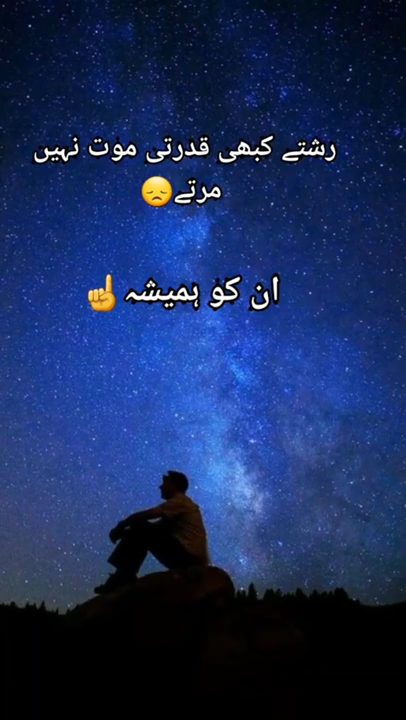 رشتے کبھی قدرتی موت نہیں
مرتے😞
ان کو ہمیشہ ☝️